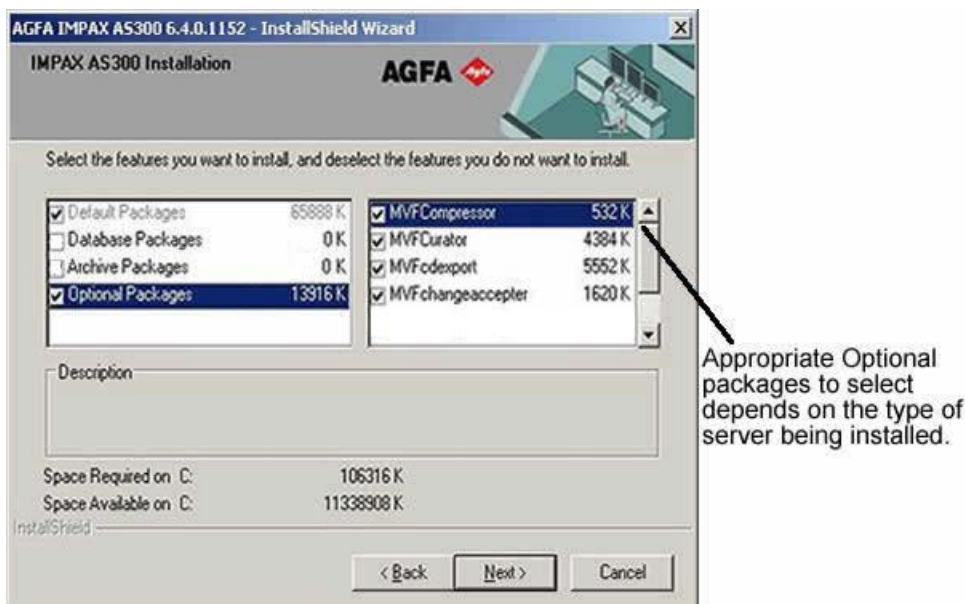 AGFA IMPAX AS300 6.4.0.1152 - InstallShield Wizard
IMPAX AS300 Installation
AGFA Agfa
Select the features you want to install, and deselect the features you do not want to install.
Default Packages 65888 K
Database Packages 0 K
Archive Packages 0 K
Optional Packages 13916 K
MVFCompressor 532 K
MVFCurator 4384 K
MVFcdexport 5552 K
MVFchangeaccepter 1620 K
Appropriate Optional
packages to select
depends on the type of
server being installed.
Description
Space Required on C: 106316 K
Space Available on C: 11338908 K
InstallShield
< Back Next > Cancel